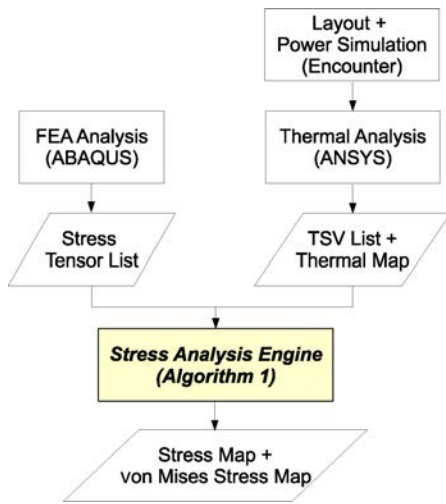 Layout +
Power Simulation
(Encounter)
FEA Analysis
(ABAQUS)
Thermal Analysis
(ANSYS)
Stress
Tensor List
TSV List +
Thermal Map
Stress Analysis Engine
(Algorithm 1)
Stress Map +
von Mises Stress Map